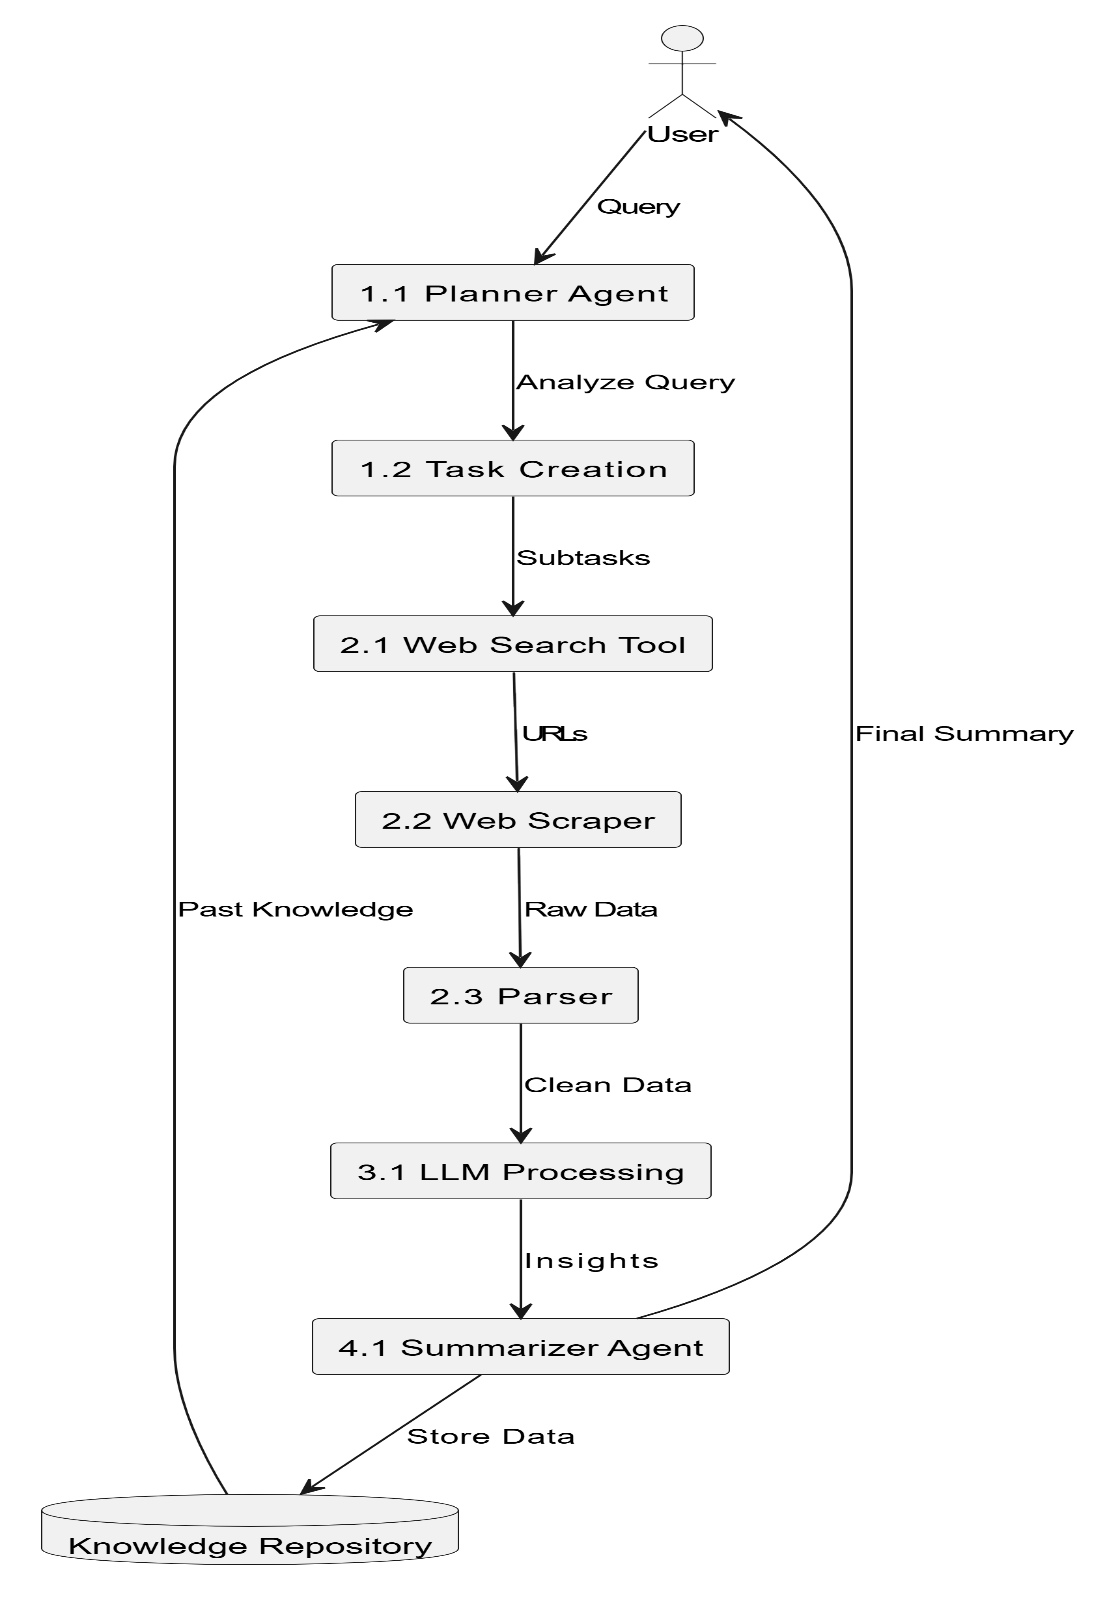 User
Query
1.1 Planner Agent
Analyze Query
1.2 Task Creation
Subtasks
2.1 Web Search Tool
URLs
Final Summary
2.2 Web Scraper
Past Knowledge
Raw Data
2.3 Parser
Clean Data
3.1 LLM Processing
Insights
4.1 Summarizer Agent
Store Data
Knowledge Repository